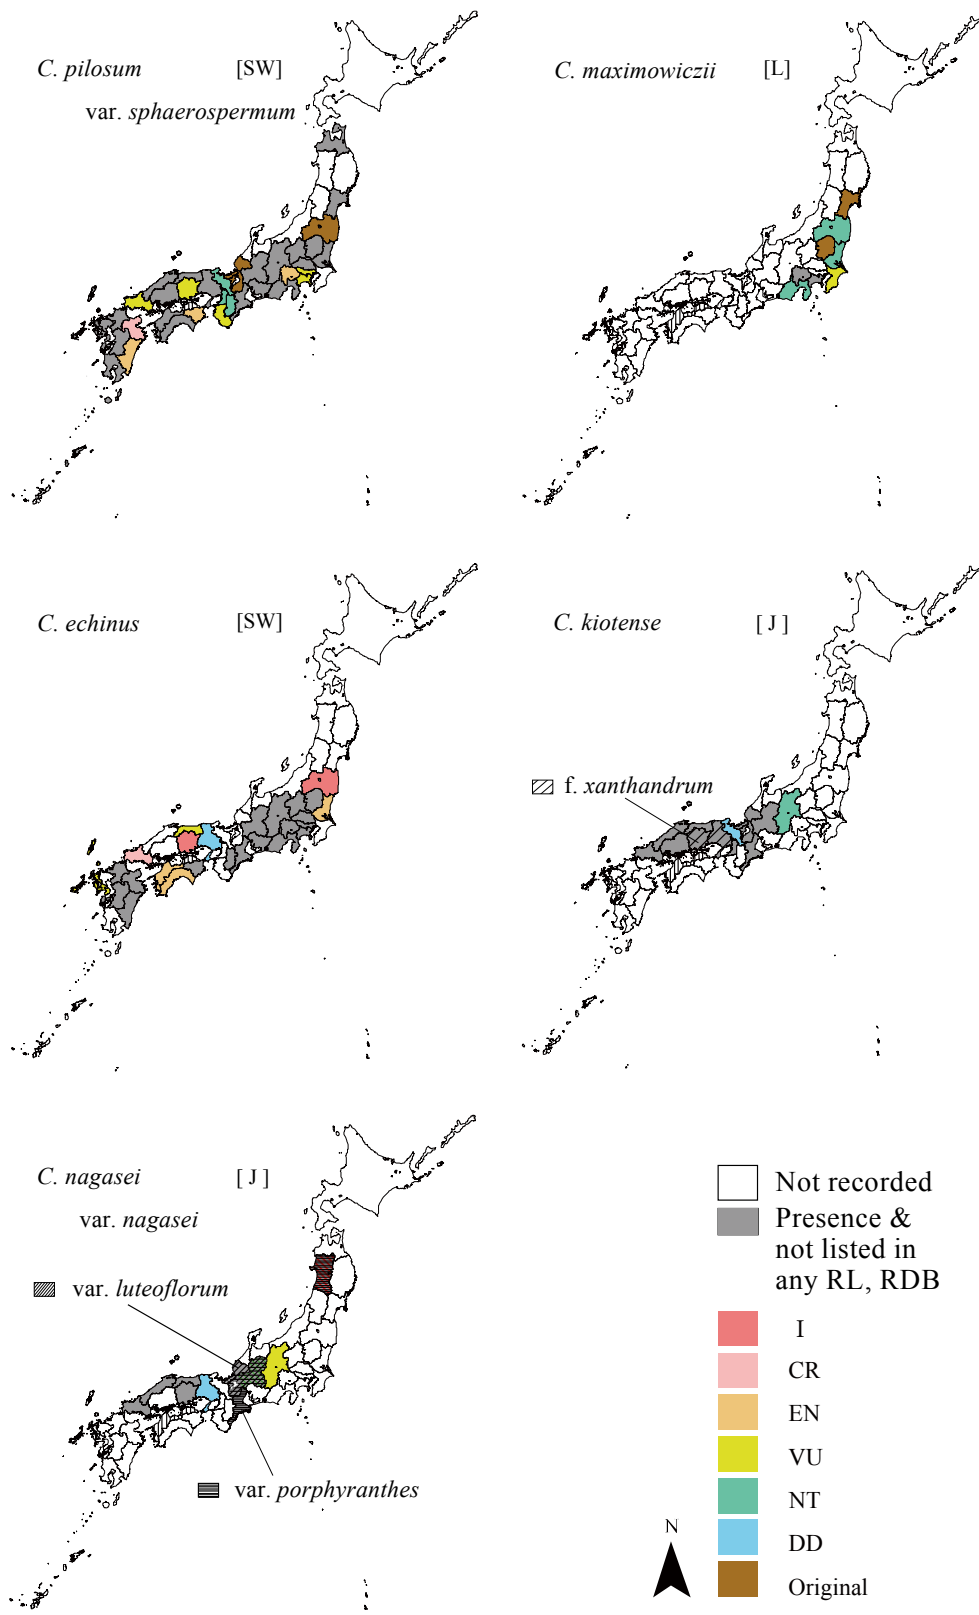 C. pilosum [SW]
var. sphaerospermum
C. maximowiczii [L]
C. echinus [SW]
C. kiotense [ J ]
f. xanthandrum
C. nagasei [ J ]
var. nagasei
var. luteoflorum
var. porphyranthes
Not recorded
Presence &
not listed in
any RL, RDB
I
CR
EN
VU
NT
DD
Original
N